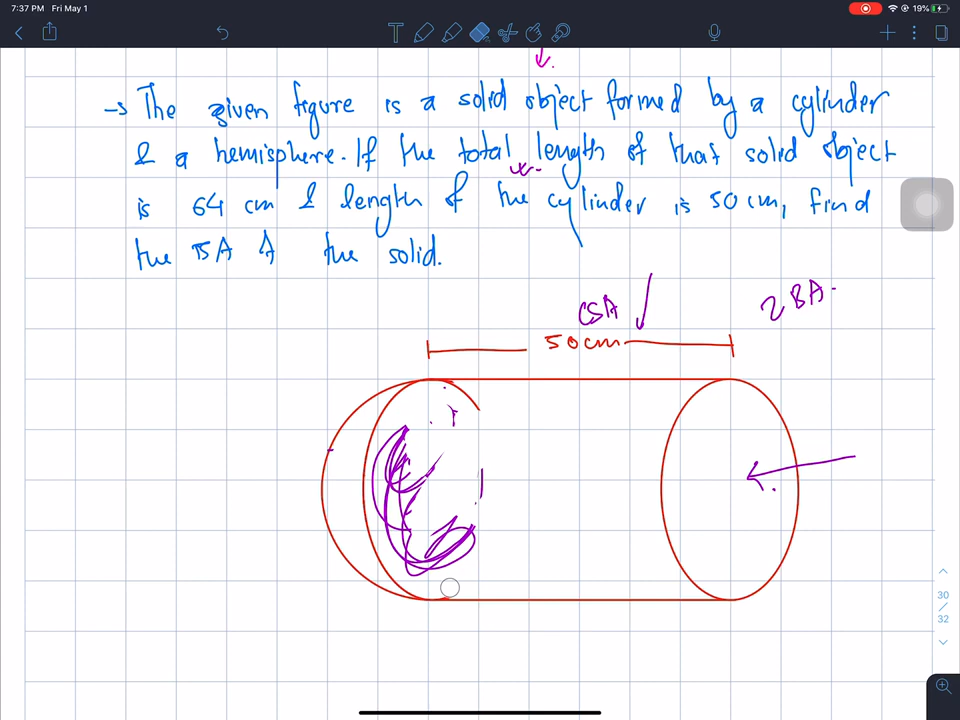 7:37 PM Fri May 1
19%
→ The given figure is a solid object formed by a cylinder
& a hemisphere. If the total length of that solid object
is 64 cm & length of the cylinder is 50 cm, find
the TSA of the solid.
CSA
2BA
50cm
r
30
/
32